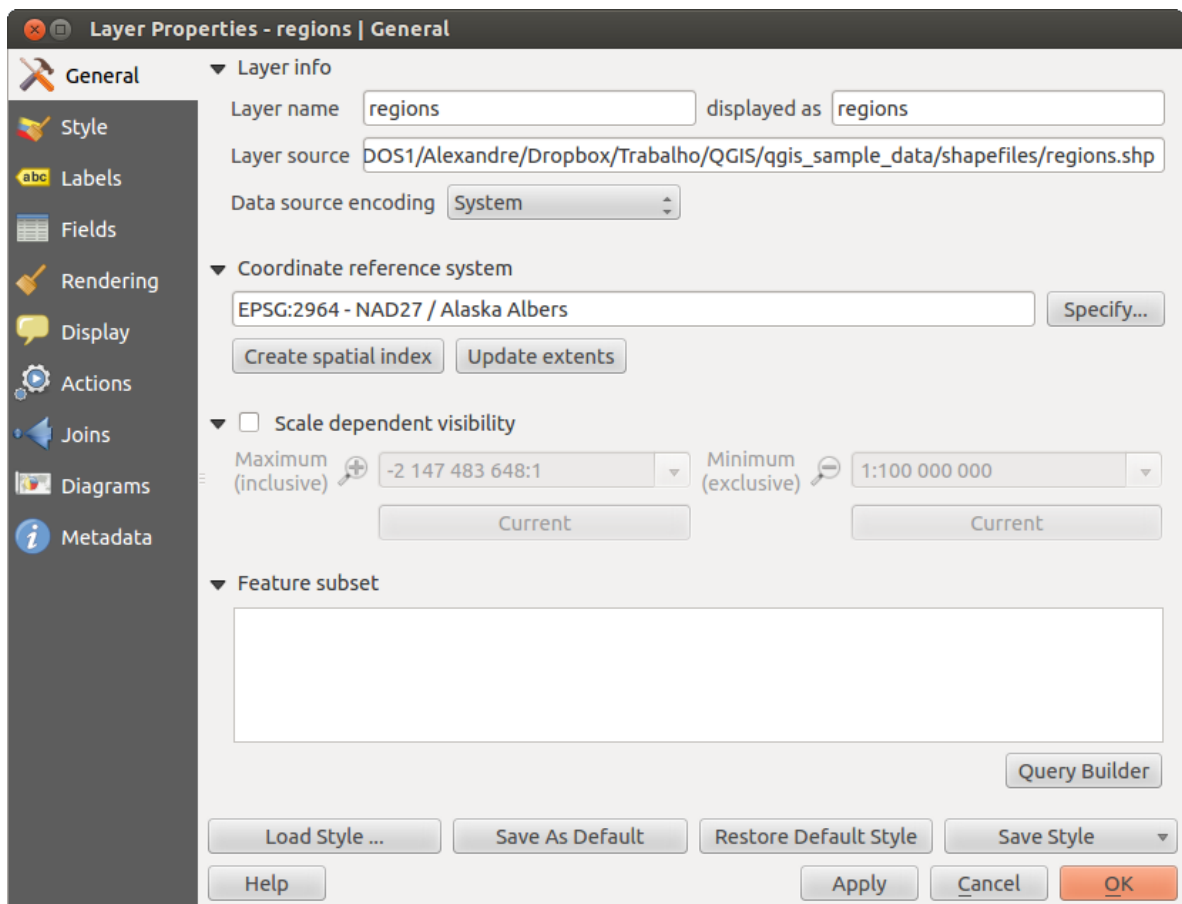 Layer Properties - regions | General
General
Style
abc Labels
Fields
Rendering
Display
Actions
Joins
Diagrams
i Metadata
Layer info
Layer name regions displayed as regions
Layer source DOS1/Alexandre/Dropbox/Trabalho/QGIS/qgis_sample_data/shapefiles/regions.shp
Data source encoding System
Coordinate reference system
EPSG:2964 - NAD27 / Alaska Albers Specify...
Create spatial index Update extents
Scale dependent visibility
Maximum (inclusive) -2 147 483 648:1 Minimum (exclusive) 1:100 000 000
Current Current
Feature subset
Query Builder
Load Style ... Save As Default Restore Default Style Save Style
Help Apply Cancel OK